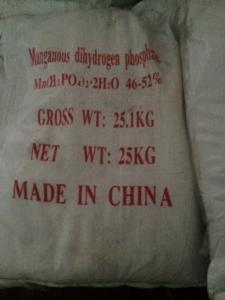 Manganous dihydrogen phosphate
Mn(H₂PO₄)₂·2H₂O 46-52%
GROSS WT: 25.1KG
NET WT: 25KG
MADE IN CHINA